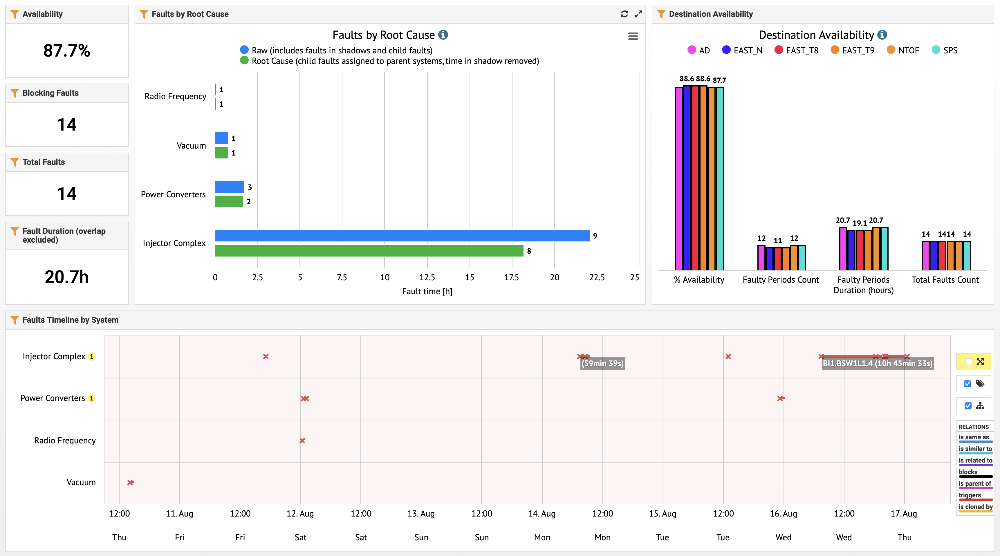 Availability
87.7%
Blocking Faults
14
Total Faults
14
Fault Duration (overlap
excluded)
20.7h
Faults by Root Cause
Faults by Root Cause
Raw (includes faults in shadows and child faults)
Root Cause (child faults assigned to parent systems, time in shadow removed)
Radio Frequency
1
1
Vacuum
1
1
Power Converters
3
2
Injector Complex
9
8
0 2.5 5 7.5 10 12.5 15 17.5 20 22.5 25
Fault time [h]
Destination Availability
Destination Availability
AD EAST_N EAST_T8 EAST_T9 NTOF SPS
88.6 88.6 87.7
12 11 12
20.7 19.1 20.7
14 14 14 14
% Availability Faulty Periods Count Faulty Periods Total Faults Count
Duration (hours)
Faults Timeline by System
Injector Complex 1
(59min 39s)
BI1.BSW1L1.4 (10h 45min 33s)
Power Converters 1
Radio Frequency
Vacuum
12:00 11. Aug 12:00 12. Aug 12:00 13. Aug 12:00 14. Aug 12:00 15. Aug 12:00 16. Aug 12:00 17. Aug
Thu Fri Fri Sat Sat Sun Sun Mon Mon Tue Tue Wed Wed Thu
RELATIONS
is same as
is similar to
is related to
blocks
is parent of
triggers
is cloned by